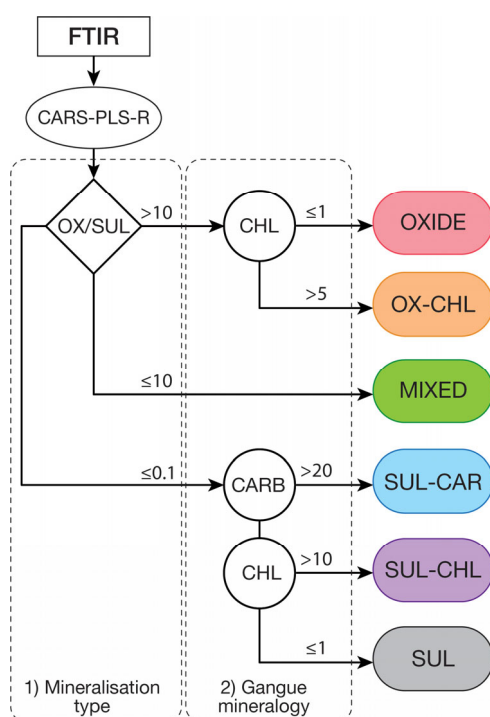 FTIR
CARS-PLS-R
OX/SUL
>10
CHL
≤1
OXIDE
>5
OX-CHL
≤10
MIXED
≤0.1
CARB
>20
SUL-CAR
CHL
>10
SUL-CHL
≤1
SUL
1) Mineralisation
type
2) Gangue
mineralogy